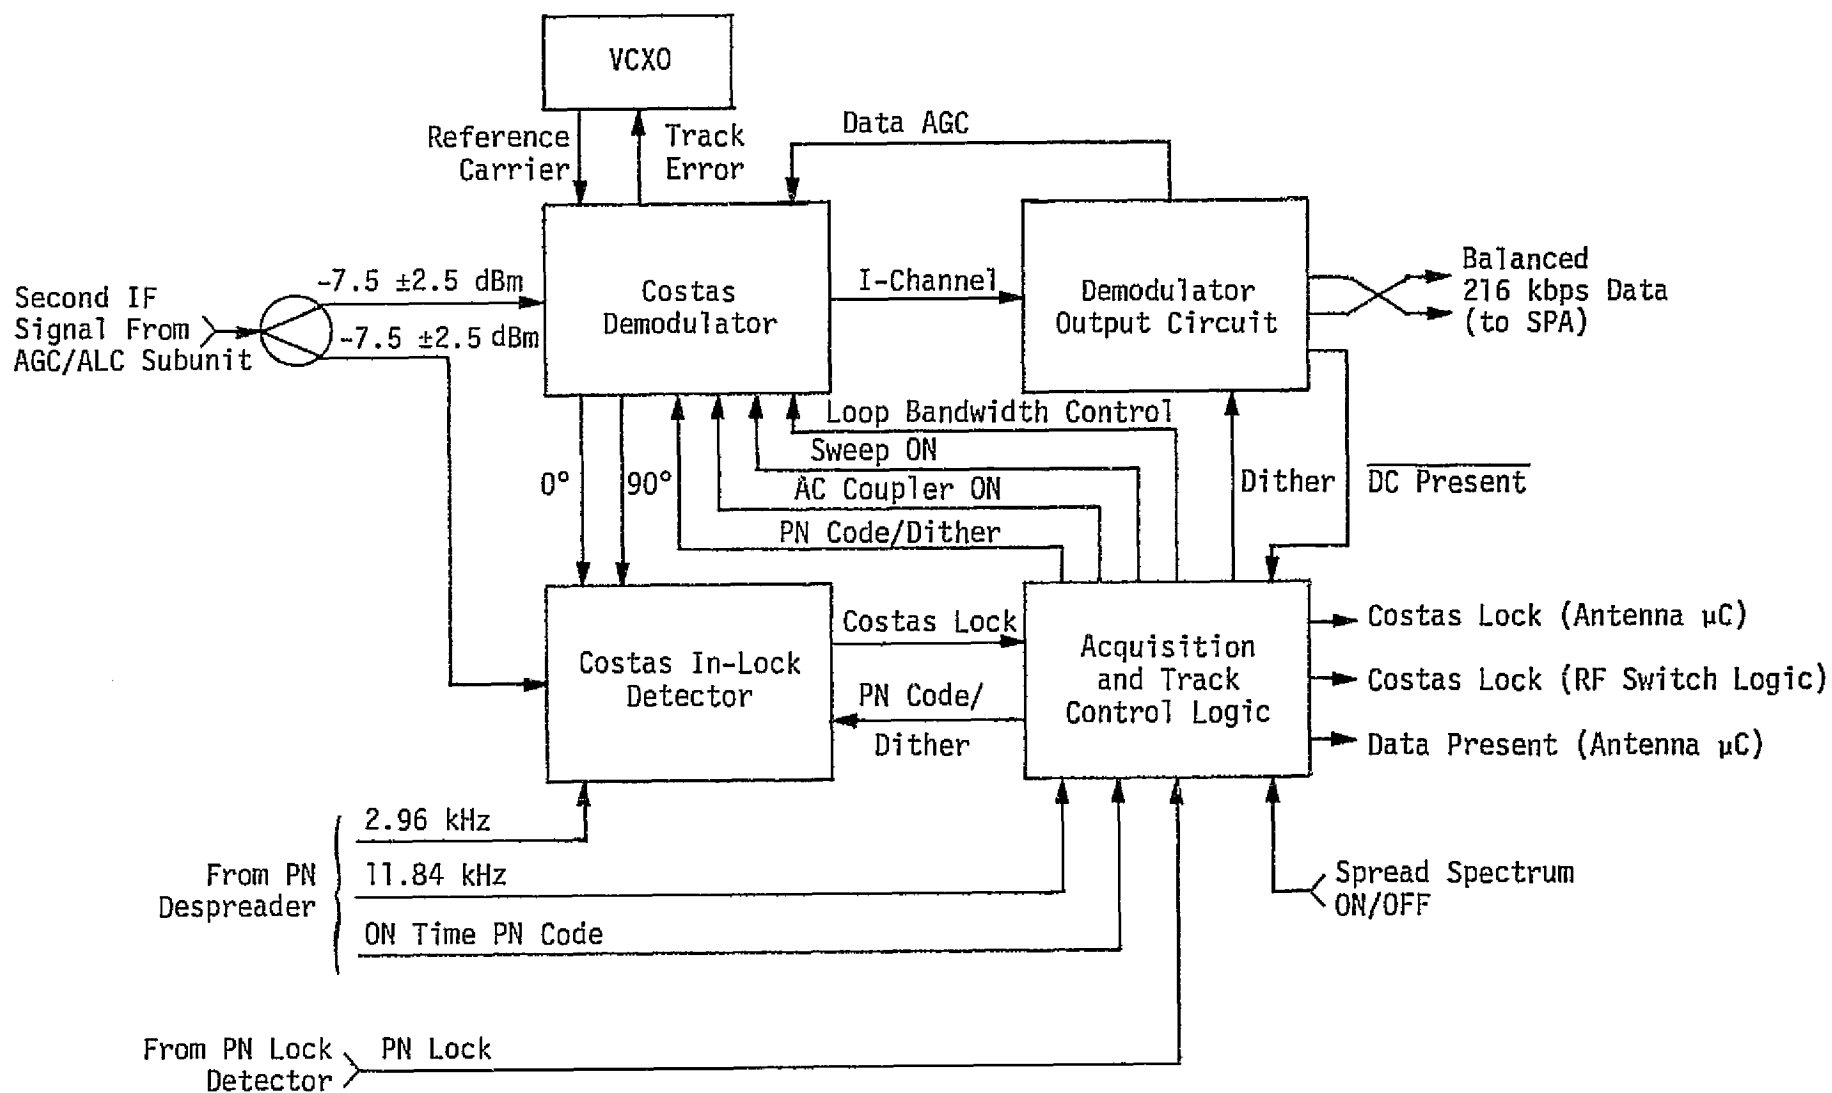 VCXO
Reference
Carrier
Track
Error
Data AGC
Second IF
Signal From
AGC/ALC Subunit
-7.5 ±2.5 dBm
-7.5 ±2.5 dBm
Costas
Demodulator
I-Channel
Demodulator
Output Circuit
Balanced
216 kbps Data
(to SPA)
Loop Bandwidth Control
Sweep ON
AC Coupler ON
PN Code/Dither
0°
90°
Dither
DC Present
Costas In-Lock
Detector
Costas Lock
PN Code/
Dither
Acquisition
and Track
Control Logic
Costas Lock (Antenna μC)
Costas Lock (RF Switch Logic)
Data Present (Antenna μC)
From PN
Despreader
2.96 kHz
11.84 kHz
ON Time PN Code
Spread Spectrum
ON/OFF
From PN Lock
Detector
PN Lock